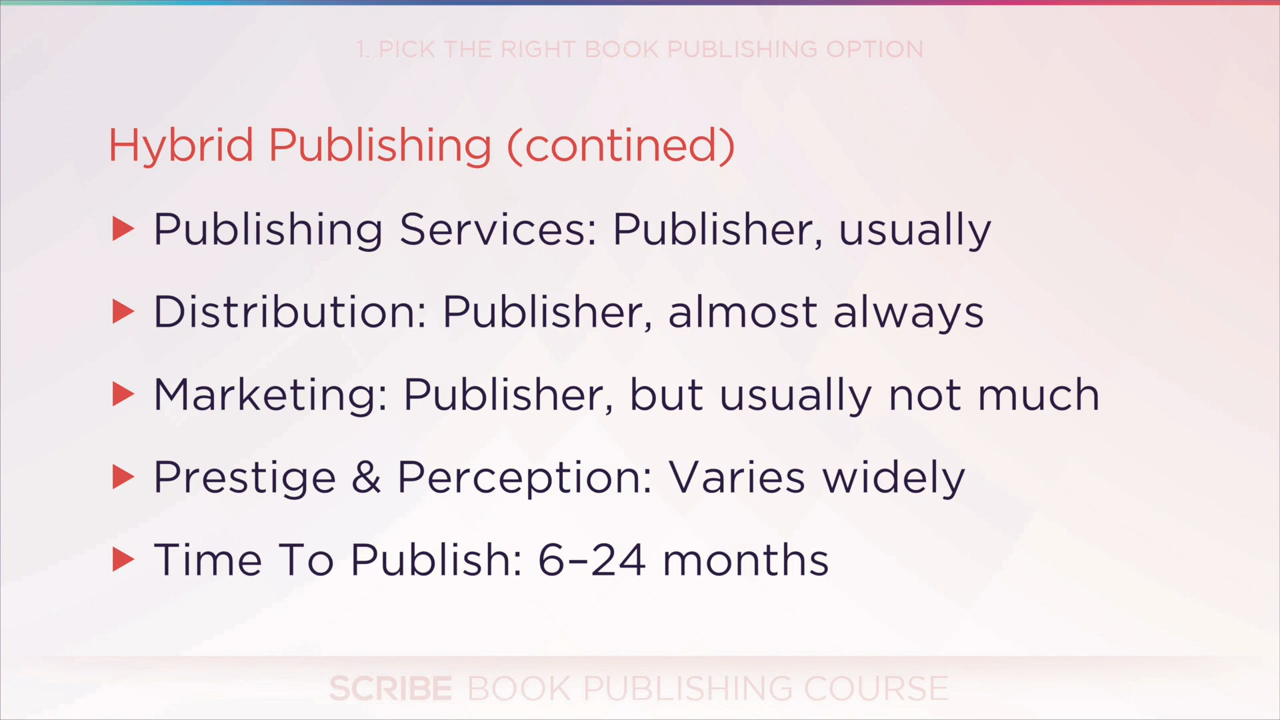 1. PICK THE RIGHT BOOK PUBLISHING OPTION
Hybrid Publishing (contined)
Publishing Services: Publisher, usually
Distribution: Publisher, almost always
Marketing: Publisher, but usually not much
Prestige & Perception: Varies widely
Time To Publish: 6–24 months
SCRIBE BOOK PUBLISHING COURSE